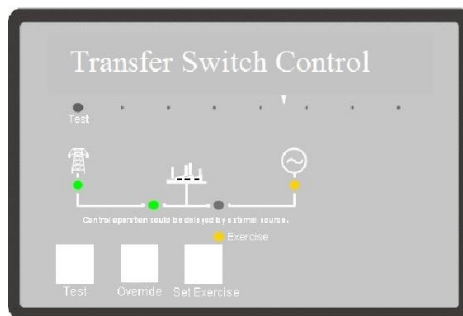 Transfer Switch Control
Test
Control operation could be delayed by external source.
Exercise
Test Override Set Exercise